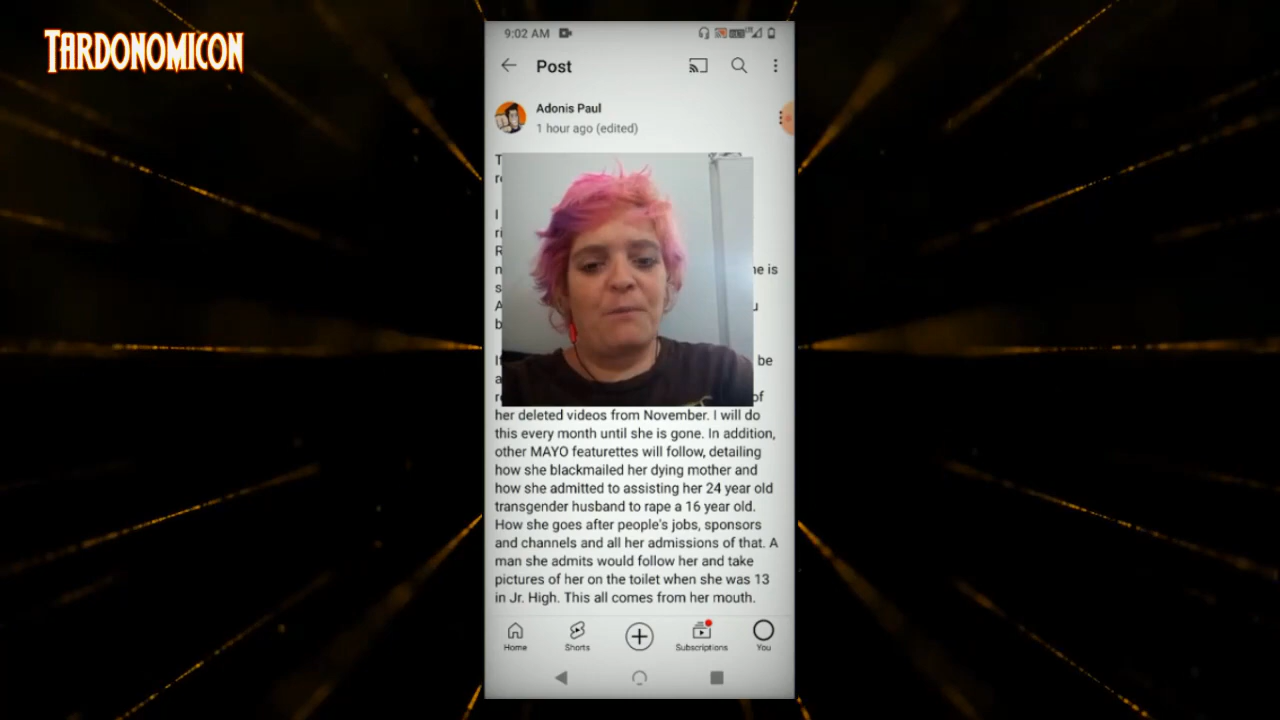 TARDONOMICON
9:02 AM
Post
Adonis Paul
1 hour ago (edited)
I
is
be
of
her deleted videos from November. I will do
this every month until she is gone. In addition,
other MAYO featurettes will follow, detailing
how she blackmailed her dying mother and
how she admitted to assisting her 24 year old
transgender husband to rape a 16 year old.
How she goes after people's jobs, sponsors
and channels and all her admissions of that. A
man she admits would follow her and take
pictures of her on the toilet when she was 13
in Jr. High. This all comes from her mouth.
Home
Shorts
Subscriptions
You